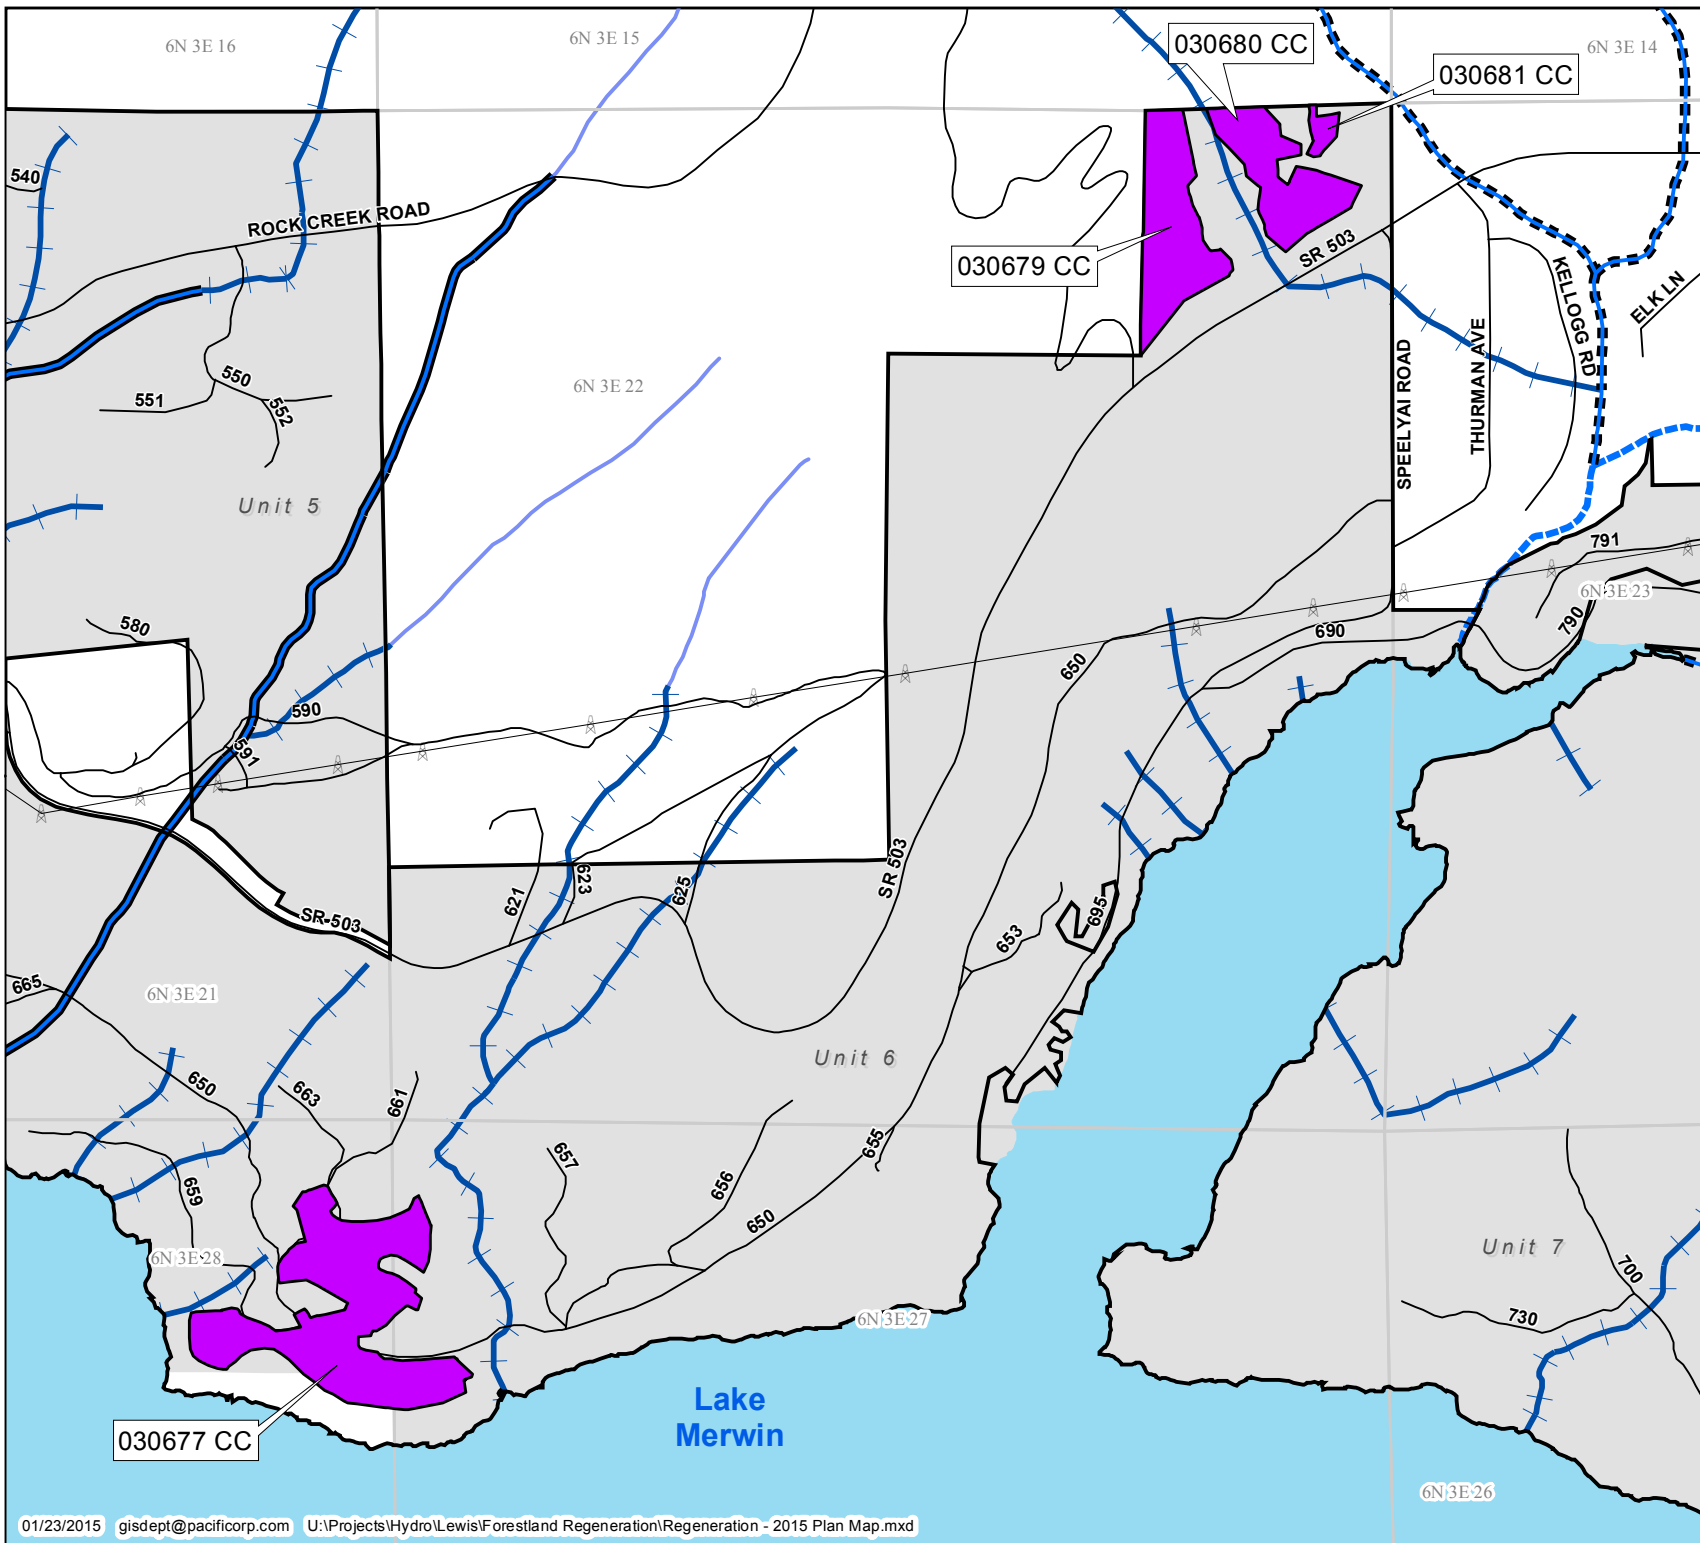 6N 3E 16
6N 3E 15
030680 CC
6N 3E 14
030681 CC
540
ROCK CREEK ROAD
030679 CC
SR 503
KELLOGG RD
ELK LN
SPEELYAI ROAD
THURMAN AVE
550
551
552
6N 3E 22
Unit 5
791
6N 3E 23
790
580
690
650
590
591
SR 503
621
623
625
695
653
SR 503
665
6N 3E 21
Unit 6
650
663
661
655
657
656
659
650
6N 3E 28
Unit 7
700
730
6N 3E 27
Lake
Merwin
030677 CC
6N 3E 26
01/23/2015 gisdept@pacificorp.com U:\Projects\Hydro\Lewis\Forestland Regeneration\Regeneration - 2015 Plan Map.mxd